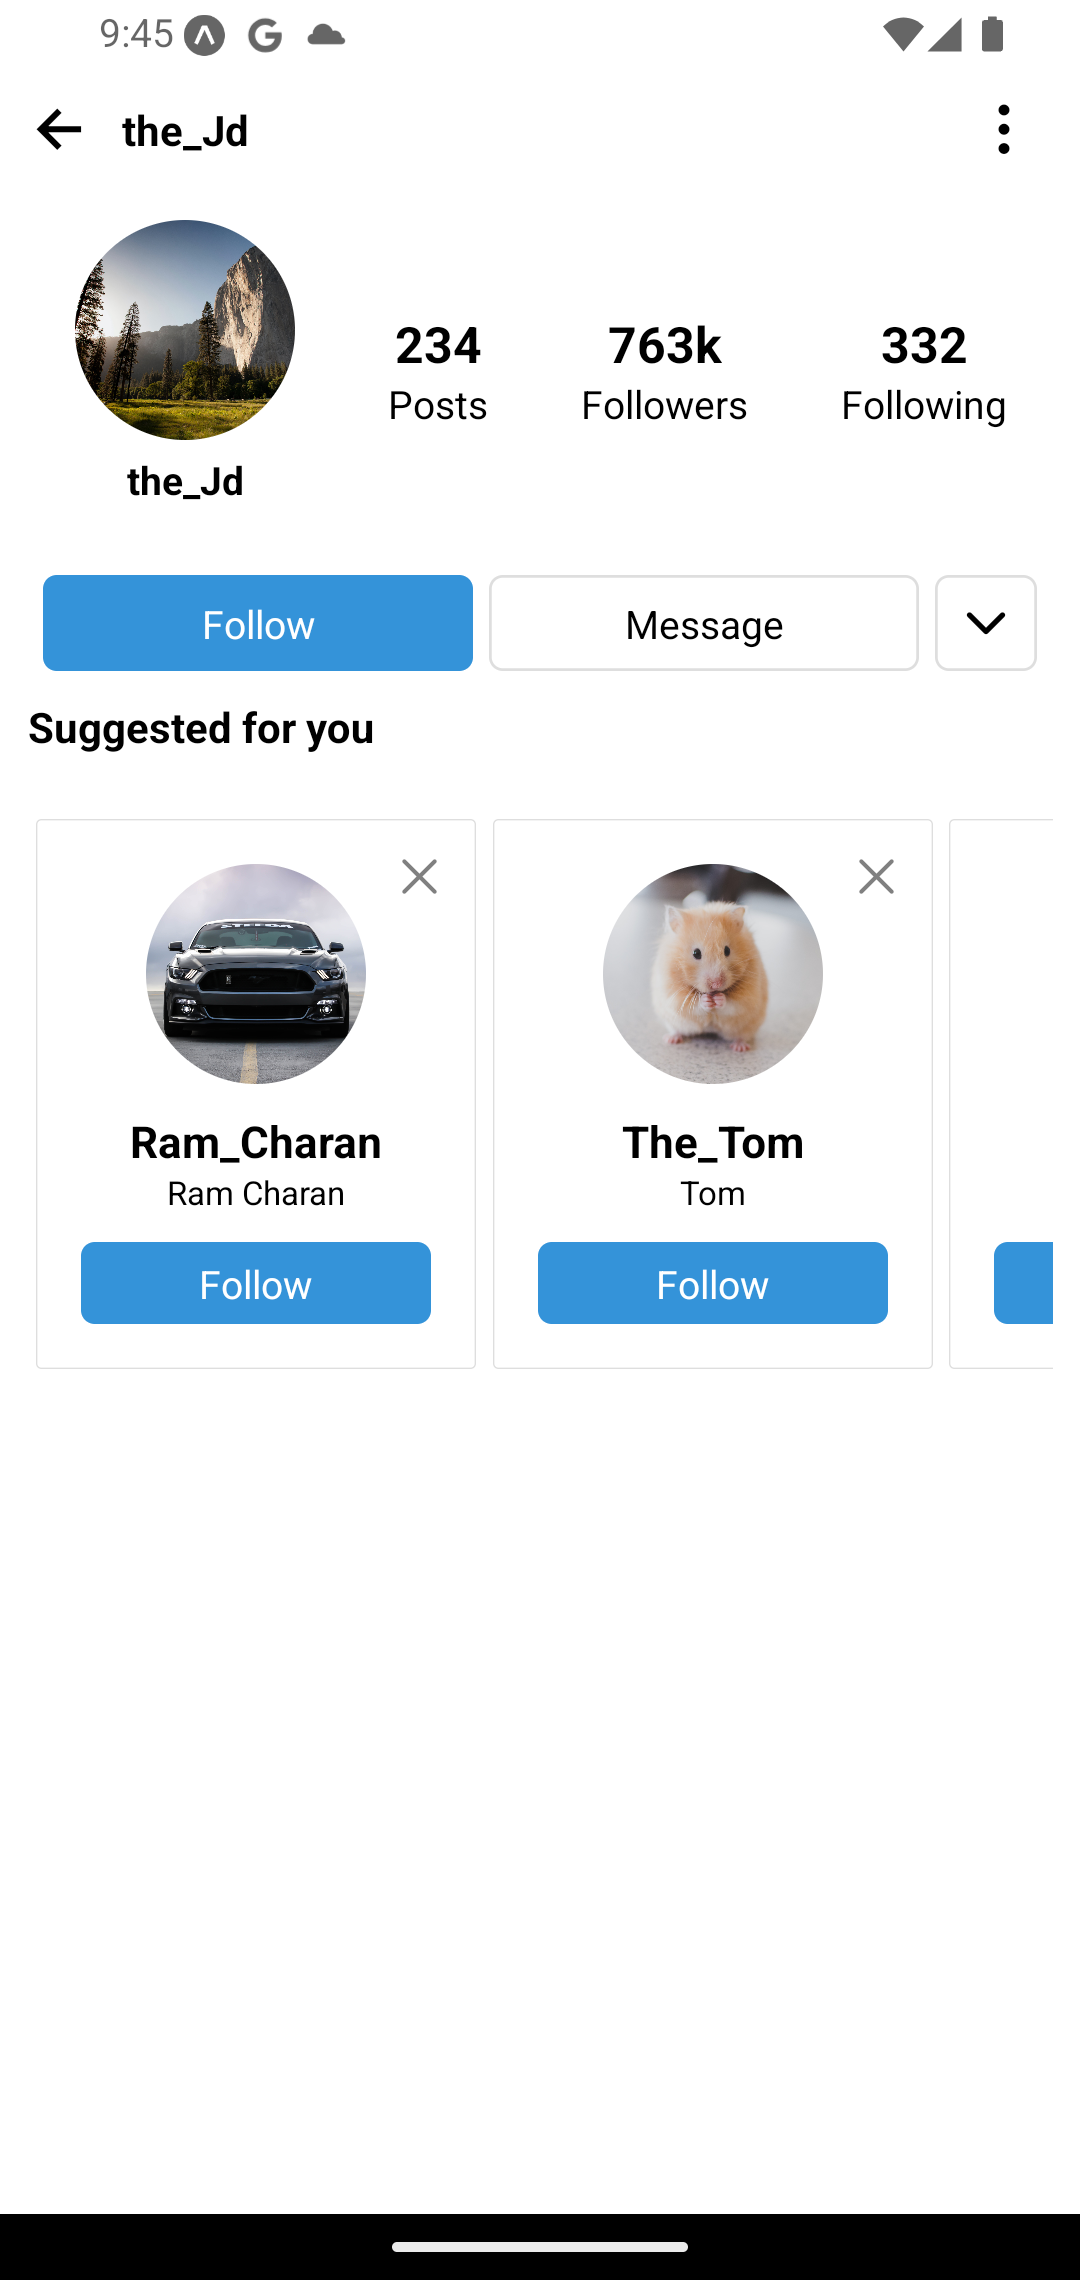 9:45
the_Jd
234 763k 332
Posts Followers Following
the_Jd
Follow Message
Suggested for you
Ram_Charan The_Tom
Ram Charan Tom
Follow Follow